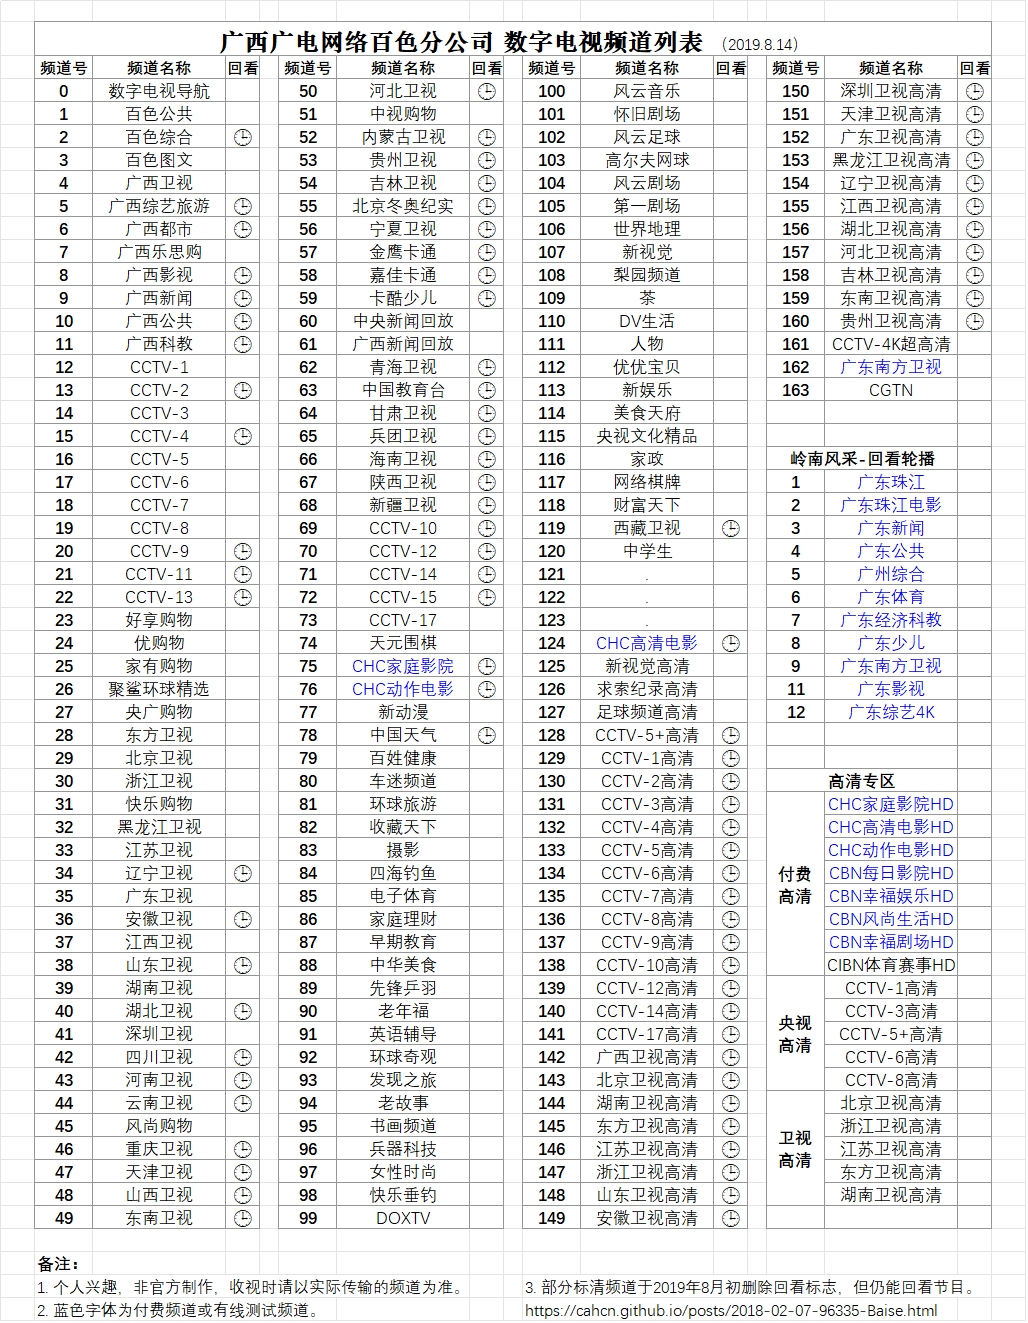 广西广电网络百色分公司 数字电视频道列表 （2019.8.14）
频道号 频道名称 回看 频道号 频道名称 回看 频道号 频道名称 回看 频道号 频道名称 回看
0 数字电视导航 50 河北卫视 100 风云音乐 150 深圳卫视高清
1 百色公共 51 中视购物 101 怀旧剧场 151 天津卫视高清
2 百色综合 52 内蒙古卫视 102 风云足球 152 广东卫视高清
3 百色图文 53 贵州卫视 103 高尔夫网球 153 黑龙江卫视高清
4 广西卫视 54 吉林卫视 104 风云剧场 154 辽宁卫视高清
5 广西综艺旅游 55 北京冬奥纪实 105 第一剧场 155 江西卫视高清
6 广西都市 56 宁夏卫视 106 世界地理 156 湖北卫视高清
7 广西乐思购 57 金鹰卡通 107 新视觉 157 河北卫视高清
8 广西影视 58 嘉佳卡通 108 梨园频道 158 吉林卫视高清
9 广西新闻 59 卡酷少儿 109 茶 159 东南卫视高清
10 广西公共 60 中央新闻回放 110 DV生活 160 贵州卫视高清
11 广西科教 61 广西新闻回放 111 人物 161 CCTV-4K超高清
12 CCTV-1 62 青海卫视 112 优优宝贝 162 广东南方卫视
13 CCTV-2 63 中国教育台 113 新娱乐 163 CGTN
14 CCTV-3 64 甘肃卫视 114 美食天府
15 CCTV-4 65 兵团卫视 115 央视文化精品
16 CCTV-5 66 海南卫视 116 家政 岭南风采-回看轮播
17 CCTV-6 67 陕西卫视 117 网络棋牌 1 广东珠江
18 CCTV-7 68 新疆卫视 118 财富天下 2 广东珠江电影
19 CCTV-8 69 CCTV-10 119 西藏卫视 3 广东新闻
20 CCTV-9 70 CCTV-12 120 中学生 4 广东公共
21 CCTV-11 71 CCTV-14 121 . 5 广州综合
22 CCTV-13 72 CCTV-15 122 . 6 广东体育
23 好享购物 73 CCTV-17 123 . 7 广东经济科教
24 优购物 74 天元围棋 124 CHC高清电影 8 广东少儿
25 家有购物 75 CHC家庭影院 125 新视觉高清 9 广东南方卫视
26 聚鲨环球精选 76 CHC动作电影 126 求索纪录高清 11 广东影视
27 央广购物 77 新动漫 127 足球频道高清 12 广东综艺4K
28 东方卫视 78 中国天气 128 CCTV-5+高清
29 北京卫视 79 百姓健康 129 CCTV-1高清
30 浙江卫视 80 车迷频道 130 CCTV-2高清 高清专区
31 快乐购物 81 环球旅游 131 CCTV-3高清 CHC家庭影院HD
32 黑龙江卫视 82 收藏天下 132 CCTV-4高清 CHC高清电影HD
33 江苏卫视 83 摄影 133 CCTV-5高清 CHC动作电影HD
34 辽宁卫视 84 四海钓鱼 134 CCTV-6高清 付费 CBN每日影院HD
35 广东卫视 85 电子体育 135 CCTV-7高清 高清 CBN幸福娱乐HD
36 安徽卫视 86 家庭理财 136 CCTV-8高清 CBN风尚生活HD
37 江西卫视 87 早期教育 137 CCTV-9高清 CBN幸福剧场HD
38 山东卫视 88 中华美食 138 CCTV-10高清 CIBN体育赛事HD
39 湖南卫视 89 先锋乒羽 139 CCTV-12高清 CCTV-1高清
40 湖北卫视 90 老年福 140 CCTV-14高清 央视 CCTV-3高清
41 深圳卫视 91 英语辅导 141 CCTV-17高清 高清 CCTV-5+高清
42 四川卫视 92 环球奇观 142 广西卫视高清 CCTV-6高清
43 河南卫视 93 发现之旅 143 北京卫视高清 CCTV-8高清
44 云南卫视 94 老故事 144 湖南卫视高清 北京卫视高清
45 风尚购物 95 书画频道 145 东方卫视高清 卫视 浙江卫视高清
46 重庆卫视 96 兵器科技 146 江苏卫视高清 高清 江苏卫视高清
47 天津卫视 97 女性时尚 147 浙江卫视高清 东方卫视高清
48 山西卫视 98 快乐垂钓 148 山东卫视高清 湖南卫视高清
49 东南卫视 99 DOXTV 149 安徽卫视高清
备注：
1. 个人兴趣，非官方制作，收视时请以实际传输的频道为准。 3. 部分标清频道于2019年8月初删除回看标志，但仍能回看节目。
2. 蓝色字体为付费频道或有线测试频道。 https://cahcn.github.io/posts/2018-02-07-96335-Baise.html